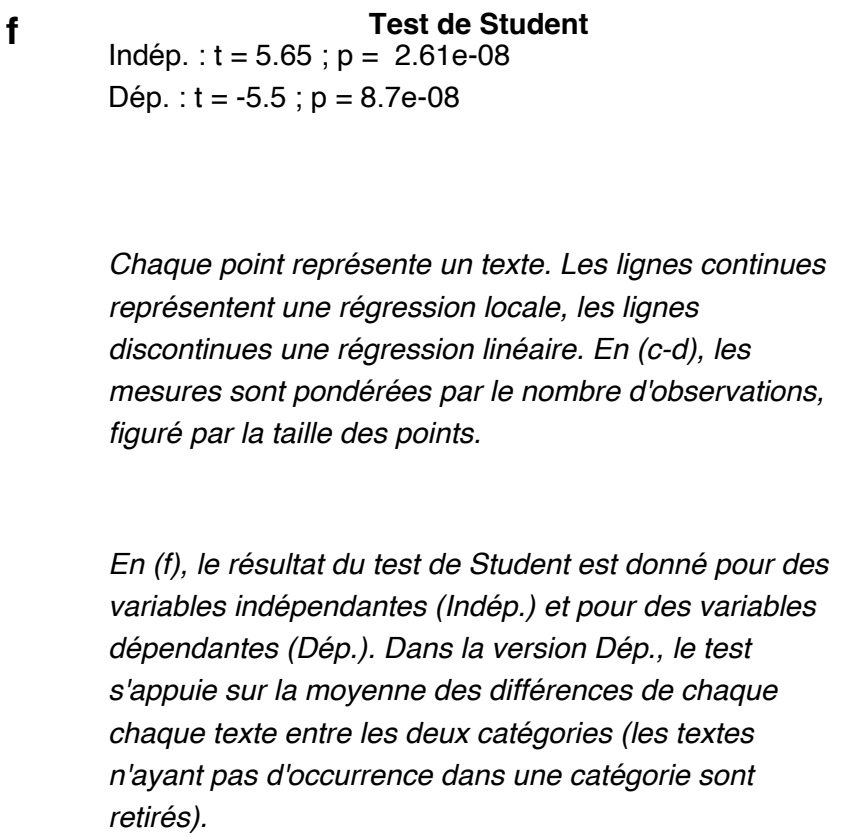 f
Test de Student
Indép. : t = 5.65 ; p =  2.61e-08
Dép. : t = -5.5 ; p = 8.7e-08
Chaque point représente un texte. Les lignes continues
représentent une régression locale, les lignes
discontinues une régression linéaire. En (c-d), les
mesures sont pondérées par le nombre d'observations,
figuré par la taille des points.
En (f), le résultat du test de Student est donné pour des
variables indépendantes (Indép.) et pour des variables
dépendantes (Dép.). Dans la version Dép., le test
s'appuie sur la moyenne des différences de chaque
chaque texte entre les deux catégories (les textes
n'ayant pas d'occurrence dans une catégorie sont
retirés).